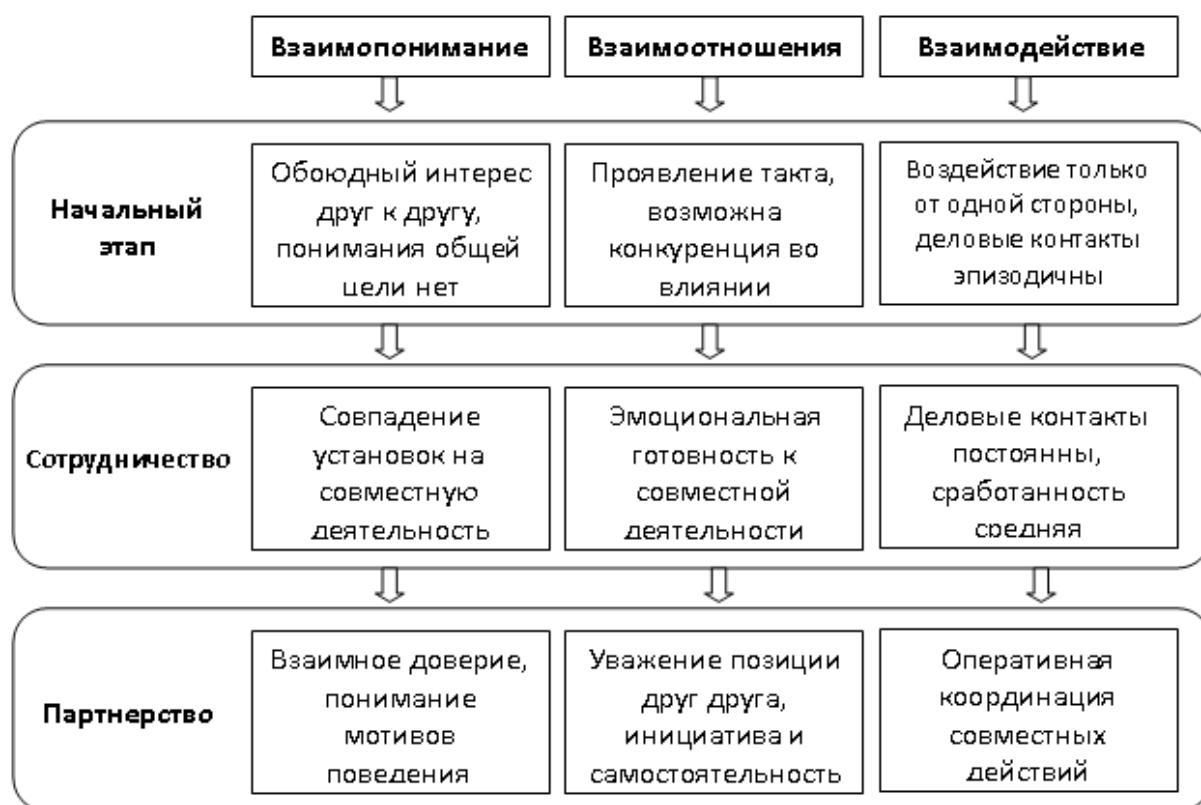 Взаимопонимание
Взаимоотношения
Взаимодействие
Начальный
этап
Обоюдный интерес
друг к другу,
понимания общей
цели нет
Проявление такта,
возможна
конкуренция во
влиянии
Воздействие только
от одной стороны,
деловые контакты
эпизодичны
Сотрудничество
Совпадение
установок на
совместную
деятельность
Эмоциональная
готовность к
совместной
деятельности
Деловые контакты
постоянны,
сработанность
средняя
Партнерство
Взаимное доверие,
понимание
мотивов
поведения
Уважение позиции
друг друга,
инициатива и
самостоятельность
Оперативная
координация
совместных
действий